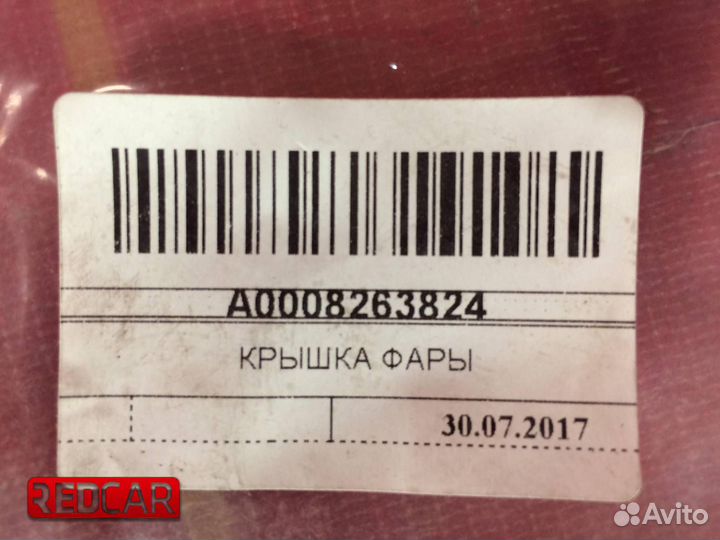 A0008263824
КРЫШКА ФАРЫ
30.07.2017
REDCAR
Avito